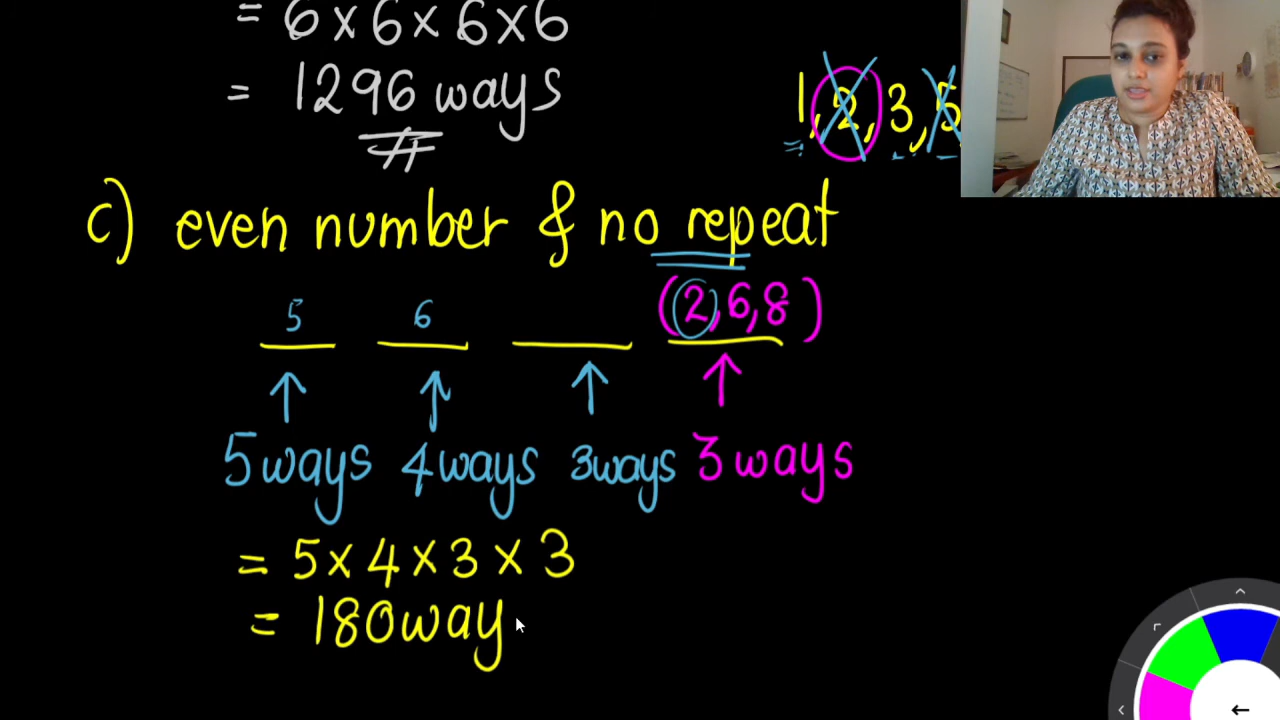 = 6 x 6 x 6 x 6
= 1296 ways
1, 2, 3, 5
c) even number & no repeat
(2, 6, 8)
5 6
5 ways 4 ways 3 ways 3 ways
= 5 x 4 x 3 x 3
= 180 way